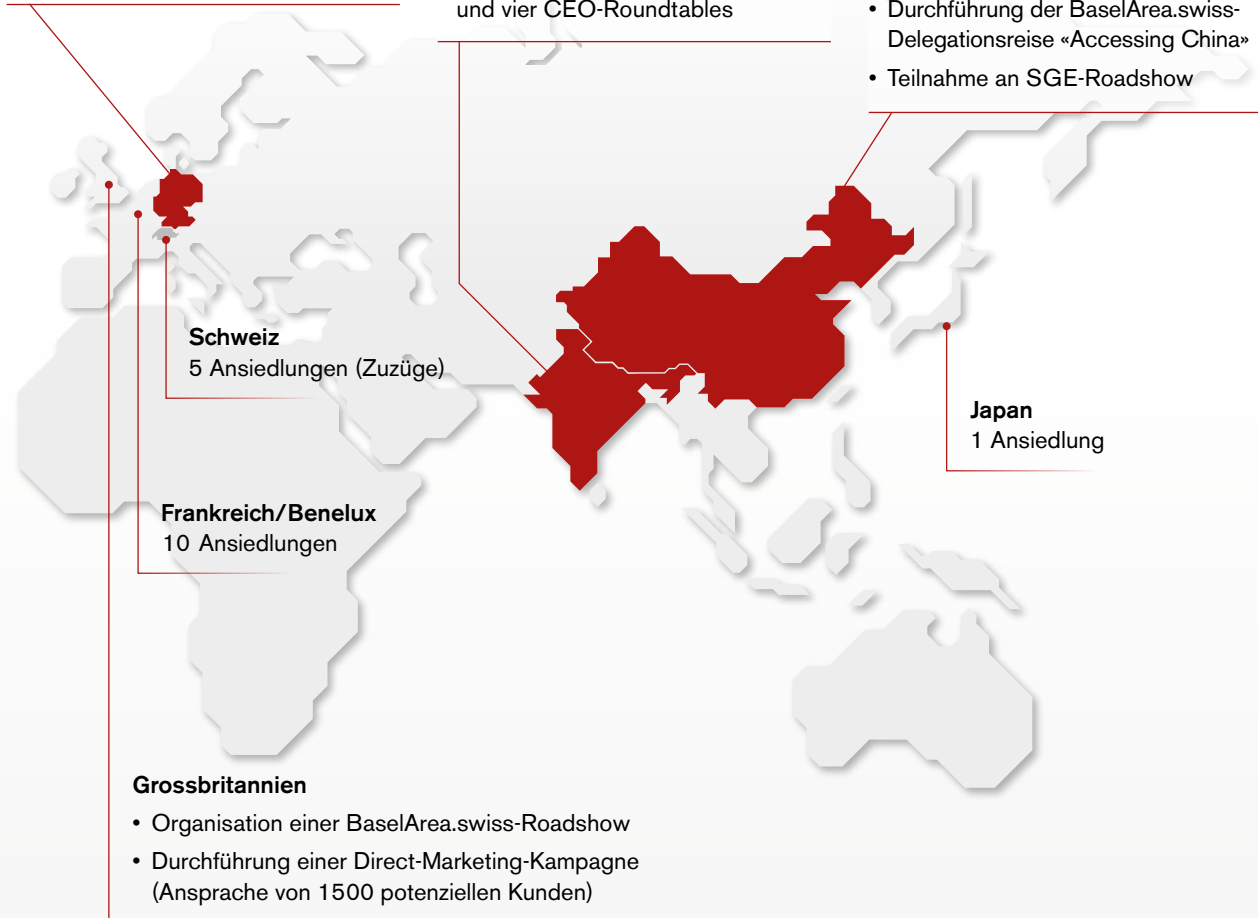 und vier CEO-Roundtables
• Durchführung der BaselArea.swiss-
Delegationsreise «Accessing China»
• Teilnahme an SGE-Roadshow
Schweiz
5 Ansiedlungen (Zuzüge)
Japan
1 Ansiedlung
Frankreich/Benelux
10 Ansiedlungen
Grossbritannien
• Organisation einer BaselArea.swiss-Roadshow
• Durchführung einer Direct-Marketing-Kampagne
(Ansprache von 1500 potenziellen Kunden)